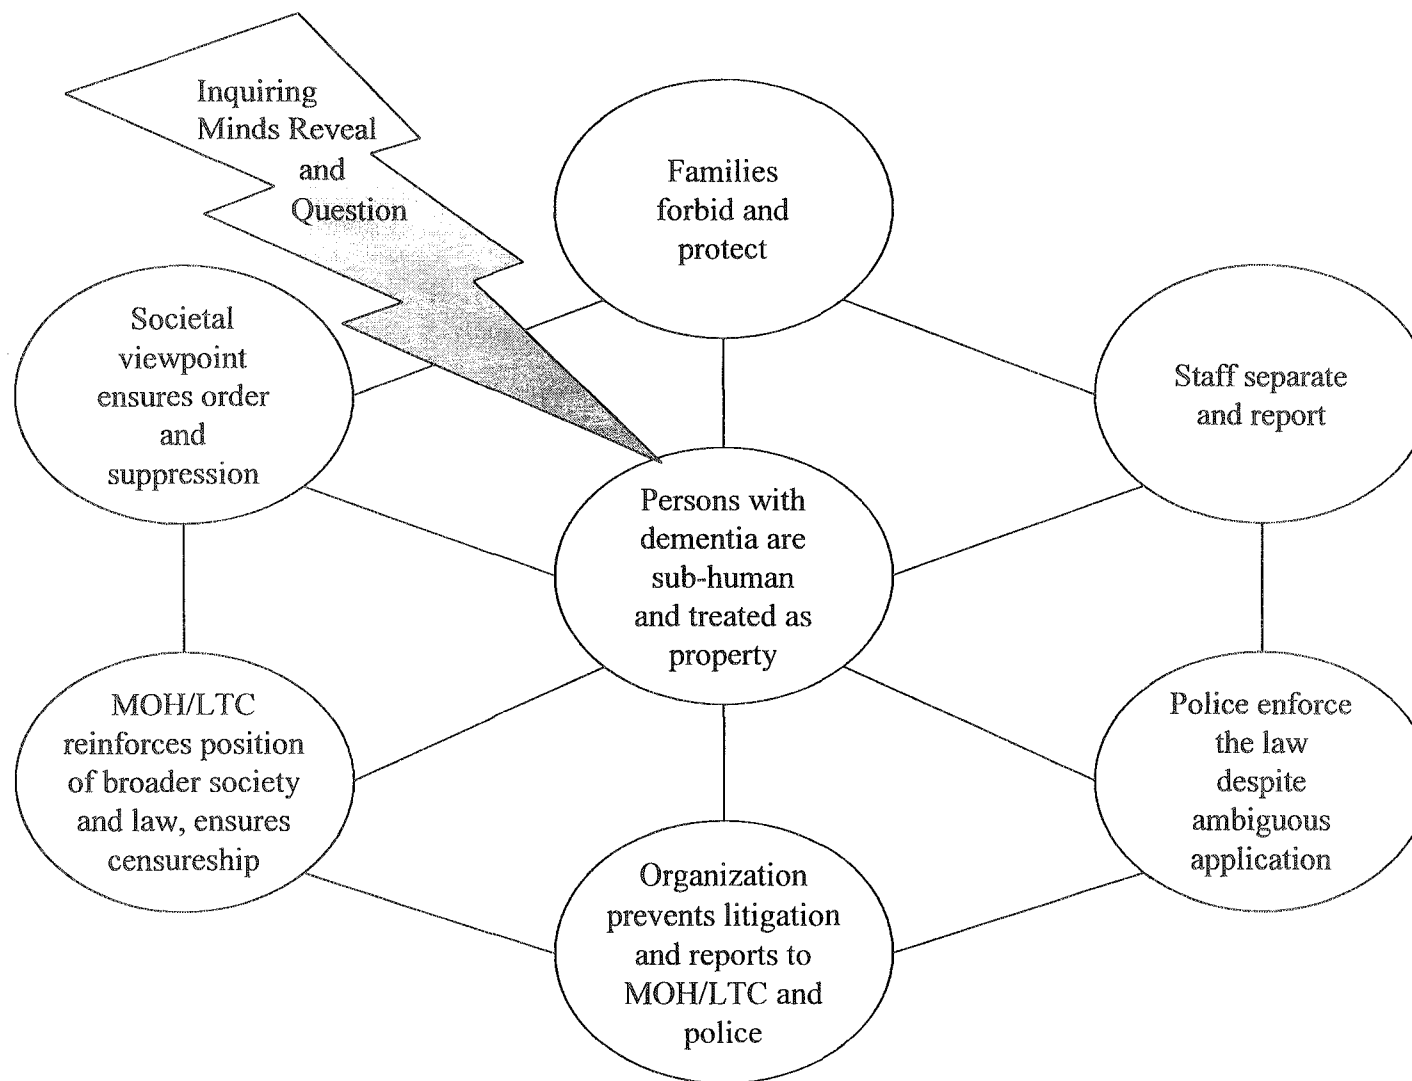 Inquiring
Minds Reveal
and
Question
Families
forbid and
protect
Societal
viewpoint
ensures order
and
suppression
Staff separate
and report
Persons with
dementia are
sub-human
and treated as
property
MOH/LTC
reinforces position
of broader society
and law, ensures
censureship
Police enforce
the law
despite
ambiguous
application
Organization
prevents litigation
and reports to
MOH/LTC and
police